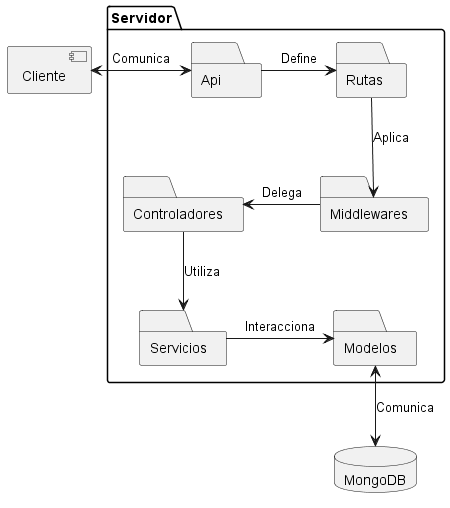 Servidor
Cliente
Comunica
Api
Define
Rutas
Aplica
Controladores
Delega
Middlewares
Utiliza
Servicios
Interacciona
Modelos
Comunica
MongoDB